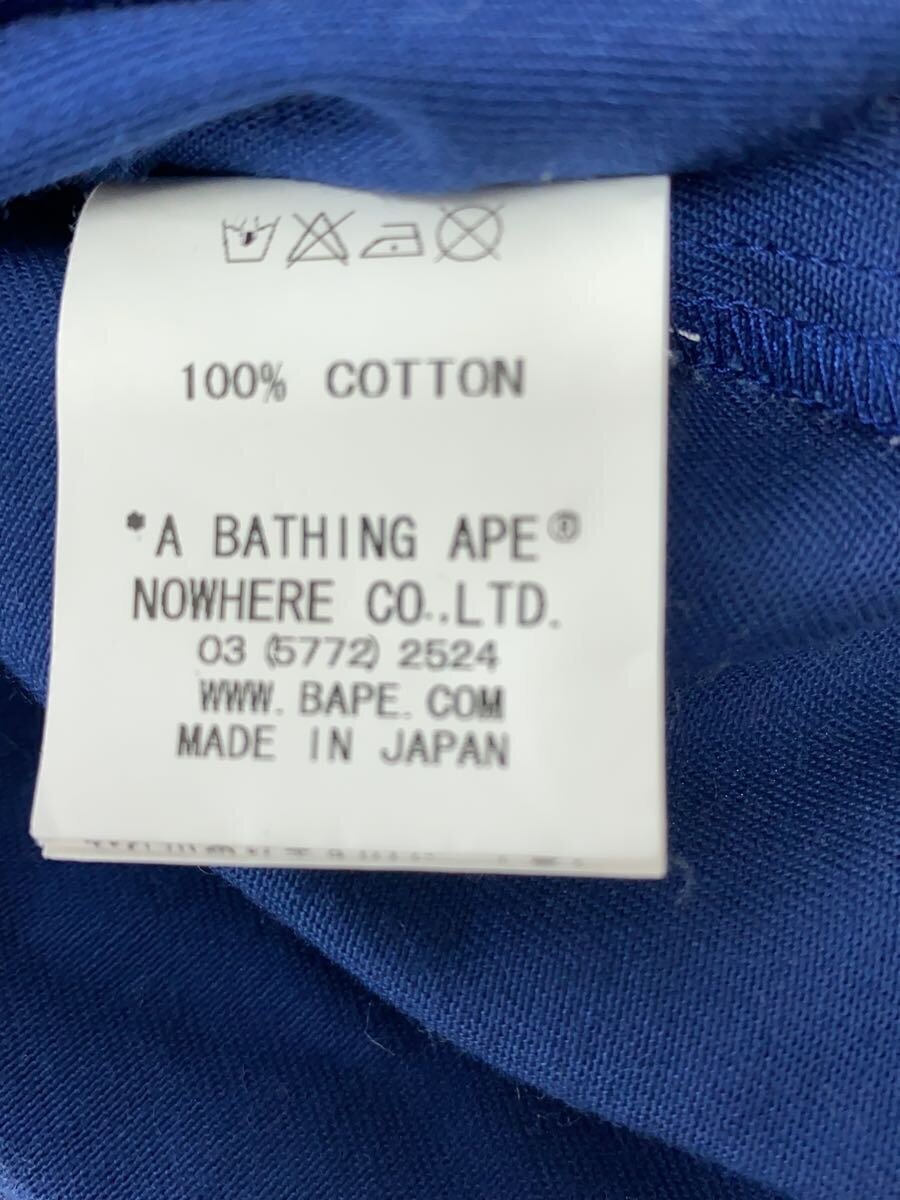 100% COTTON
*A BATHING APE®
NOWHERE CO.,LTD.
03 (5772) 2524
WWW. BAPE. COM
MADE IN JAPAN